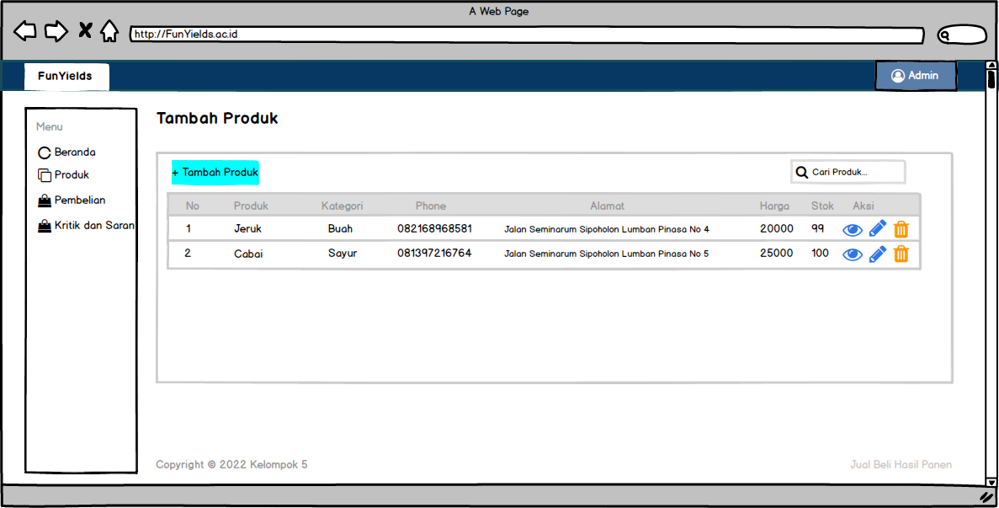 A Web Page
http://FunYields.ac.id
FunYields
Admin
Menu
Beranda
Produk
Pembelian
Kritik dan Saran
Tambah Produk
+ Tambah Produk
Cari Produk...
No Produk Kategori Phone Alamat Harga Stok Aksi
1 Jeruk Buah 082168968581 Jalan Seminarum Sipoholon Lumban Pinasa No 4 20000 99
2 Cabai Sayur 081397216764 Jalan Seminarum Sipoholon Lumban Pinasa No 5 25000 100
Copyright © 2022 Kelompok 5
Jual Beli Hasil Panen